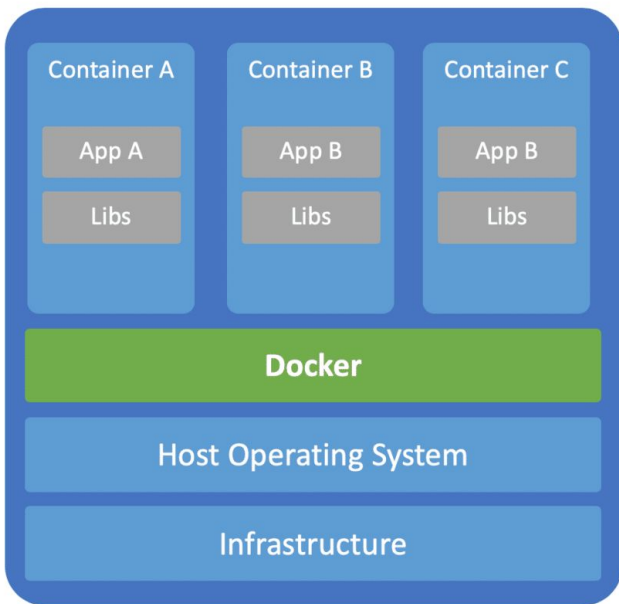 Container A
Container B
Container C
App A
App B
App B
Libs
Libs
Libs
Docker
Host Operating System
Infrastructure